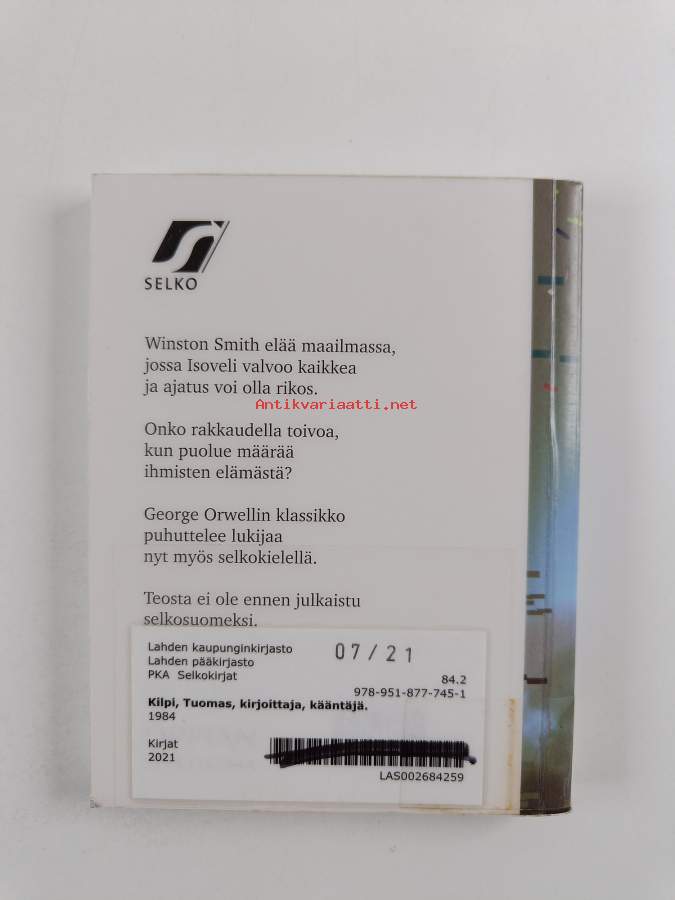 SELKO
Winston Smith elää maailmassa,
jossa Isoveli valvoo kaikkea
ja ajatus voi olla rikos.
Antikvariaatti.net
Onko rakkaudella toivoa,
kun puolue määrää
ihmisten elämästä?
George Orwellin klassikko
puhuttelee lukijaa
nyt myös selkokielellä.
Teosta ei ole ennen julkaistu
selkosuomeksi.
Lahden kaupunginkirjasto
07/21
Lahden pääkirjasto
PKA Selkokirjat
84.2
978-951-877-745-1
Kilpi, Tuomas, kirjoittaja, kääntäjä.
1984
Kirjat
2021
LAS002684259